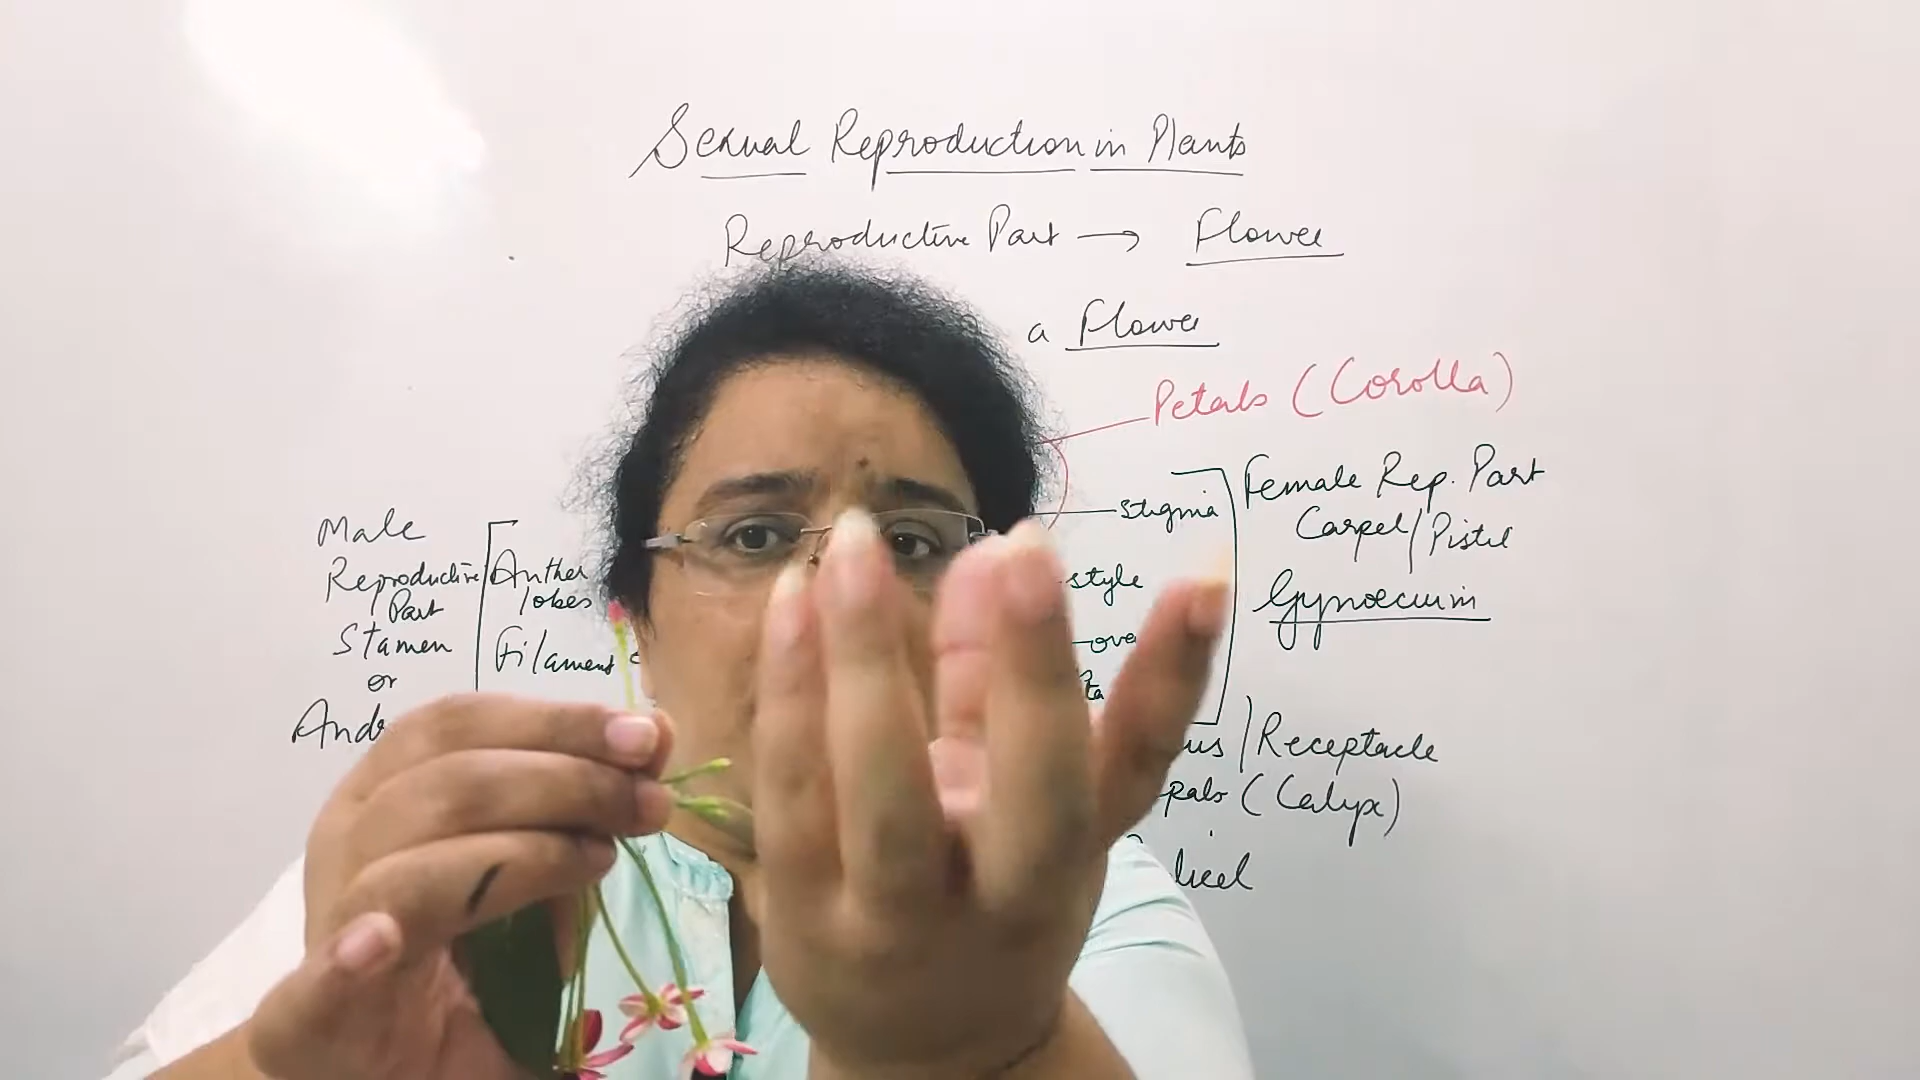 Sexual Reproduction in Plants
Reproductive Part → Flower
a Flower
Petals (Corolla)
Stigma
Female Rep. Part
Carpel/Pistil
Gynoecuim
style
Male
Reproductive
Part
Stamen
or
Anther
lobes
Filament
/Receptacle
(Calyx)